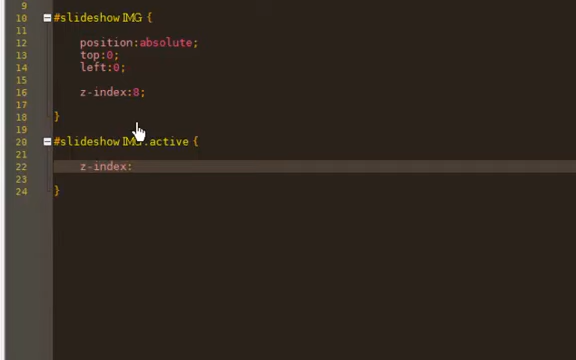 9
10 #slideshow IMG {
11
12 position:absolute;
13 top:0;
14 left:0;
15
16 z-index:8;
17
18 }
19
20 #slideshow IMG.active {
21
22 z-index:
23
24 }